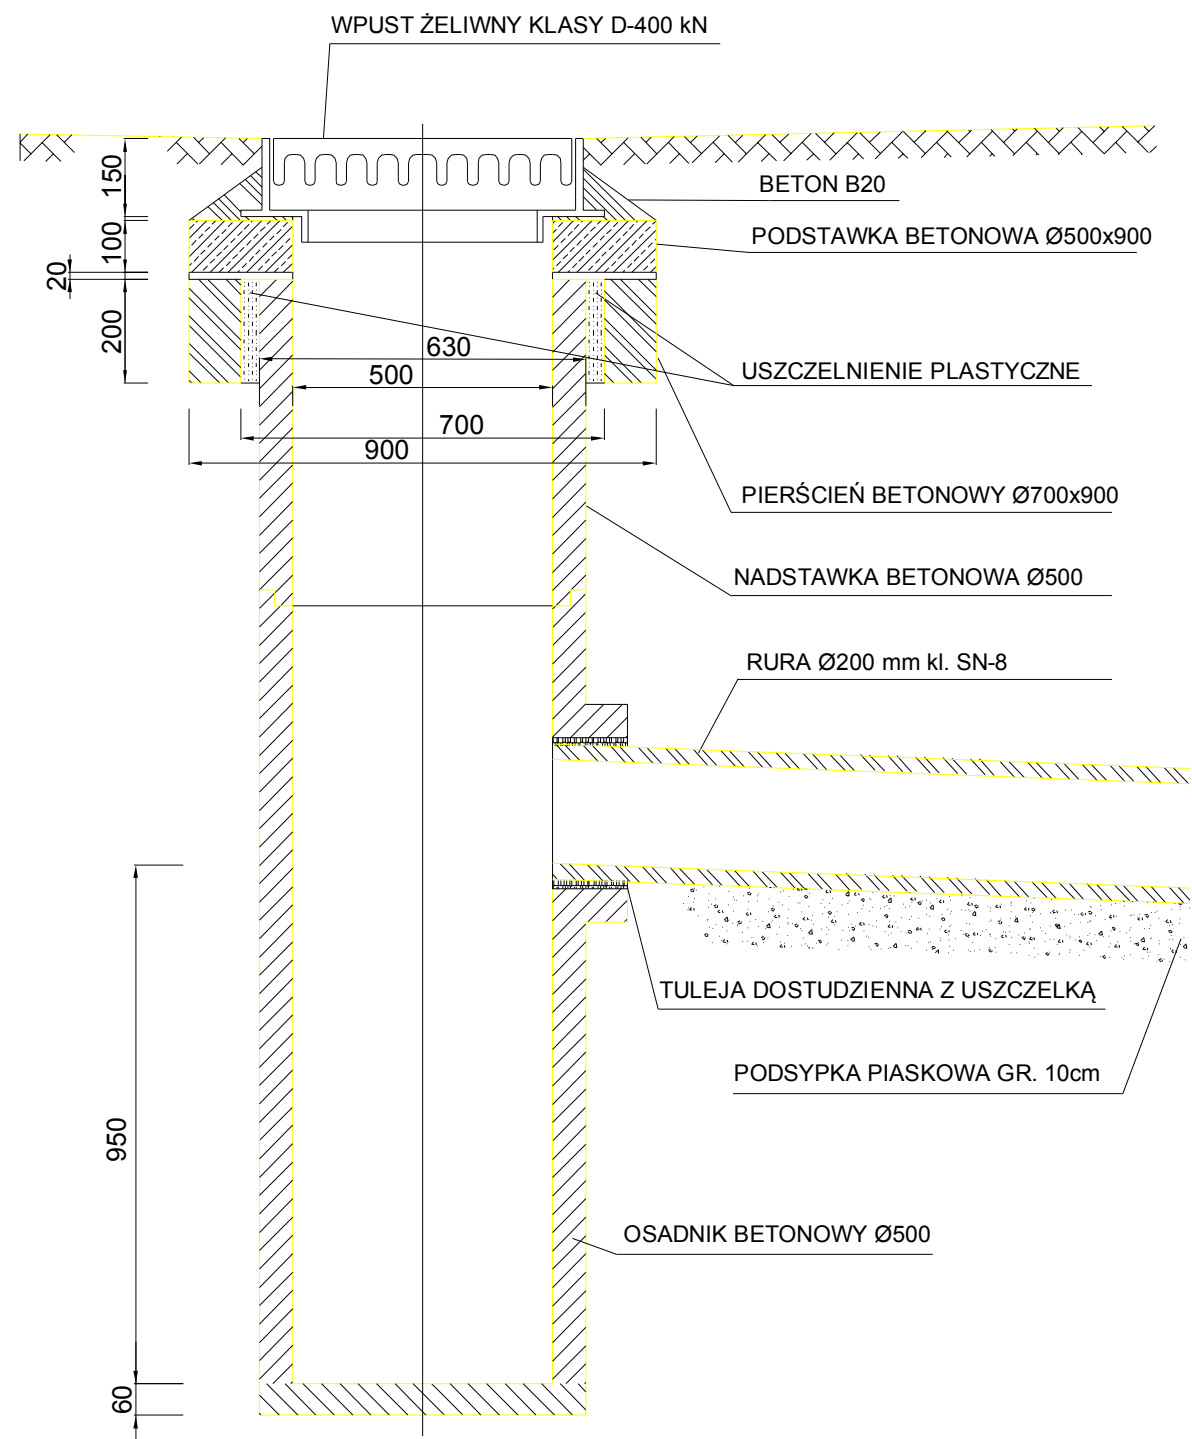 WPUST ŻELIWNY KLASY D-400 kN
150
BETON B20
100
PODSTAWKA BETONOWA Ø500x900
20
200
630
500
USZCZELNIENIE PLASTYCZNE
700
900
PIERŚCIEŃ BETONOWY Ø700x900
NADSTAWKA BETONOWA Ø500
RURA Ø200 mm kl. SN-8
TULEJA DOSTUDZIENNA Z USZCZELKĄ
PODSYPKA PIASKOWA GR. 10cm
950
OSADNIK BETONOWY Ø500
60